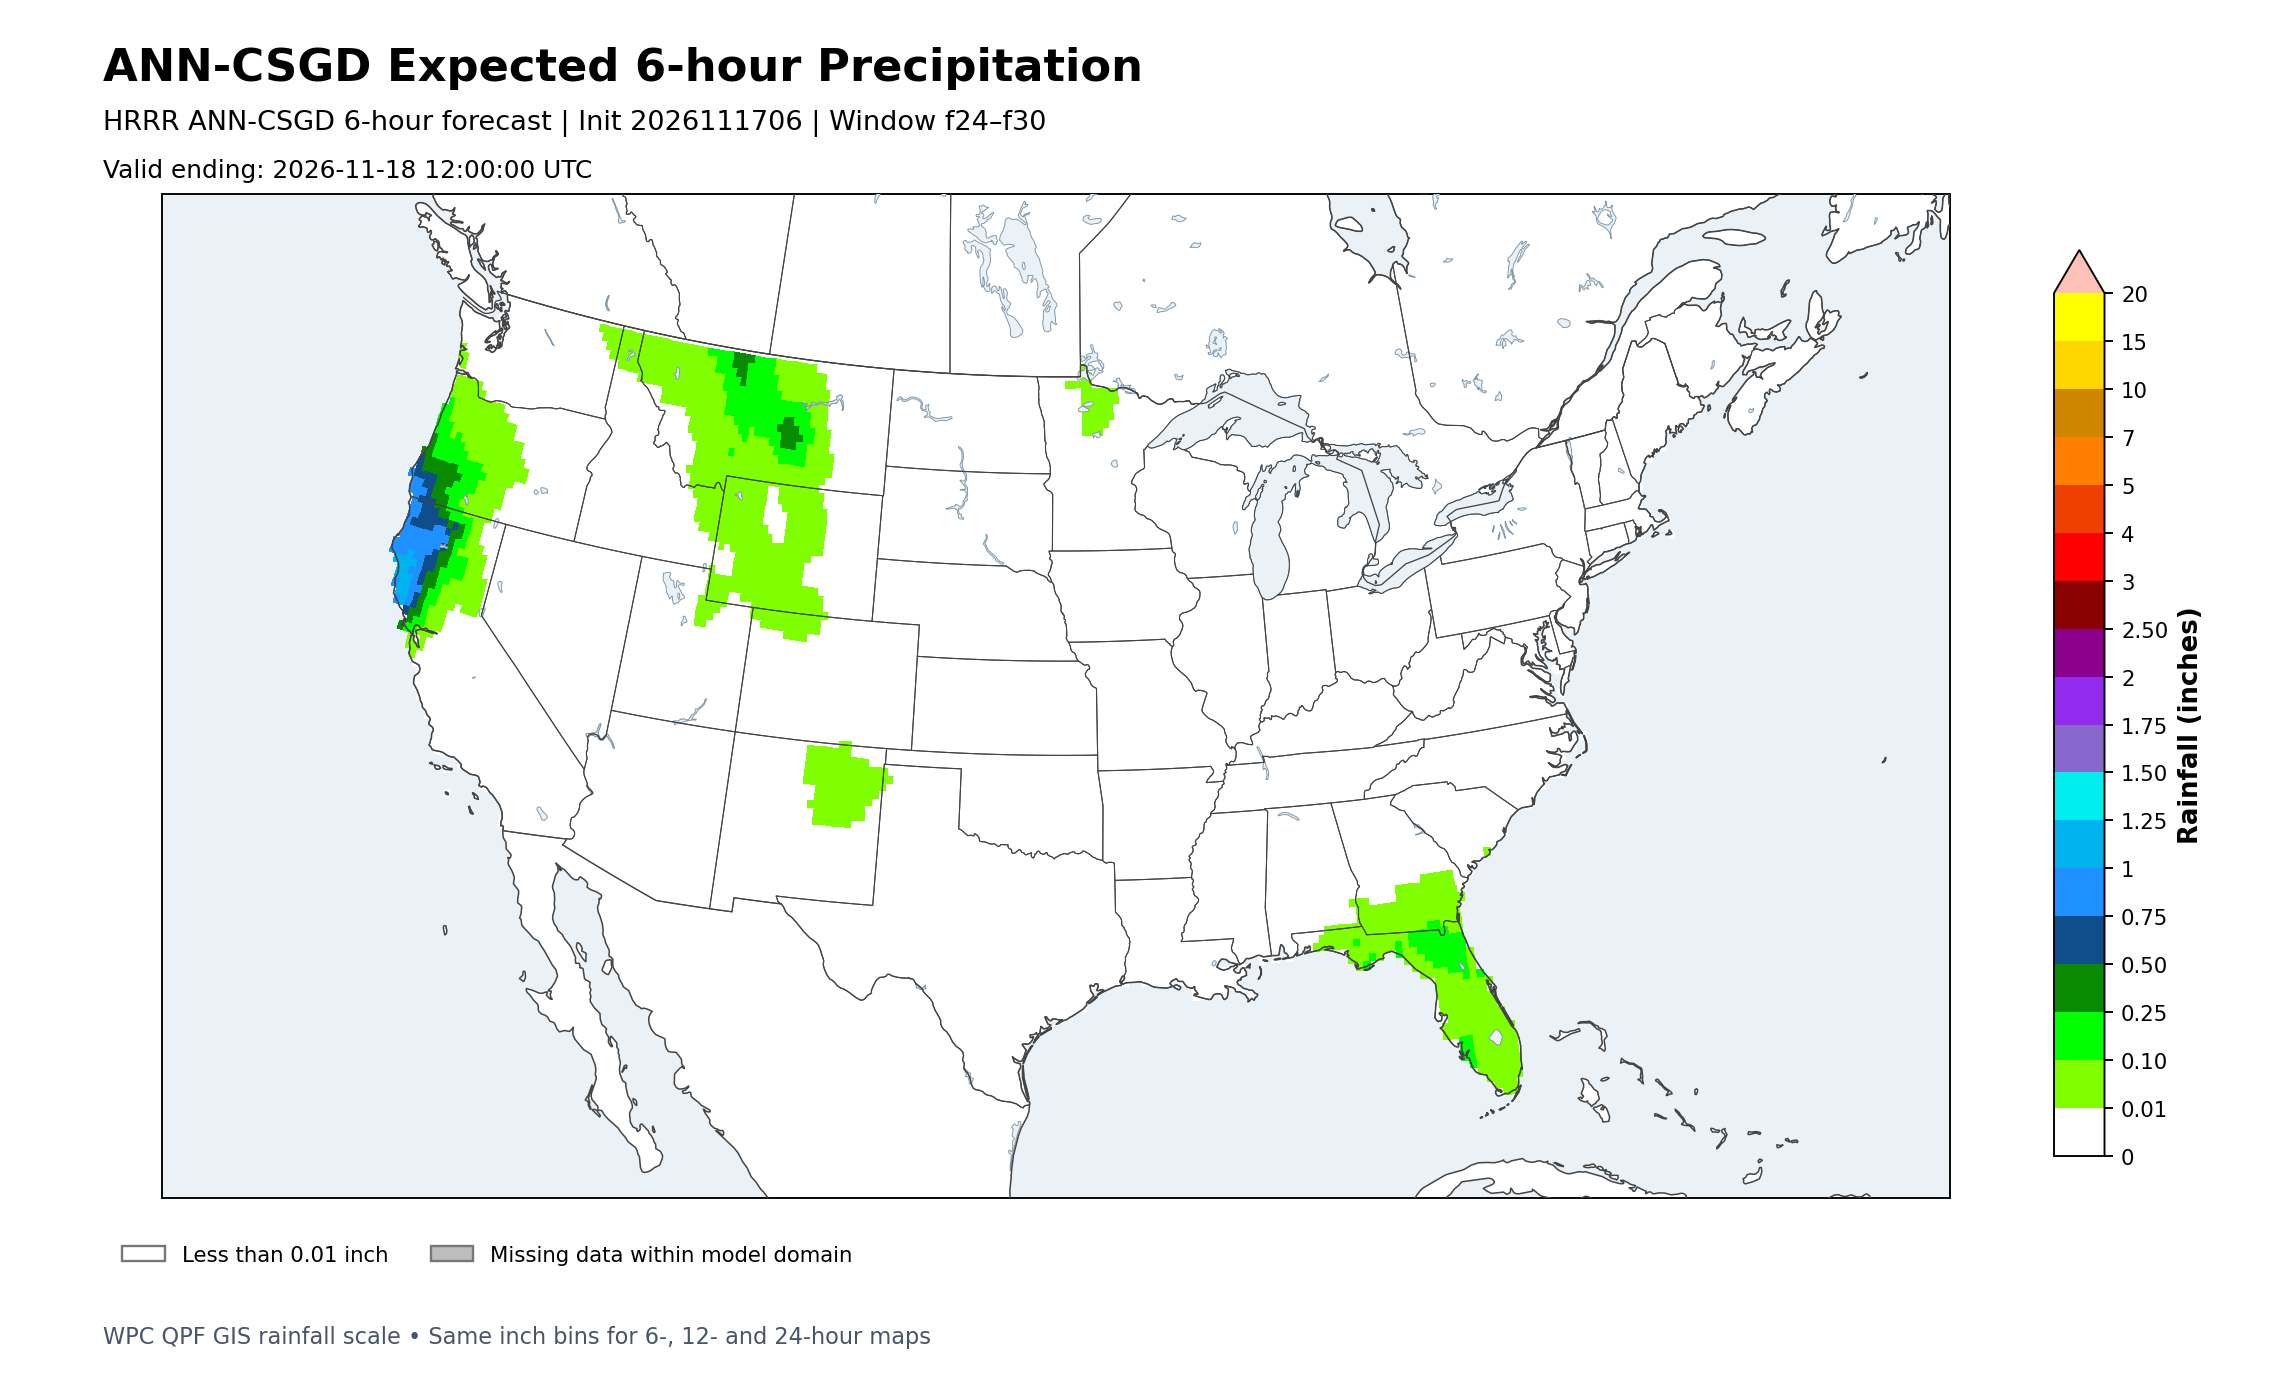 ANN-CSGD Expected 6-hour Precipitation
HRRR ANN-CSGD 6-hour forecast | Init 2026111706 | Window f24–f30
Valid ending: 2026-11-18 12:00:00 UTC
20
15
10
7
5
4
3
2.50
2
1.75
1.50
1.25
1
0.75
0.50
0.25
0.10
0.01
0
Rainfall (inches)
Less than 0.01 inch
Missing data within model domain
WPC QPF GIS rainfall scale • Same inch bins for 6-, 12- and 24-hour maps